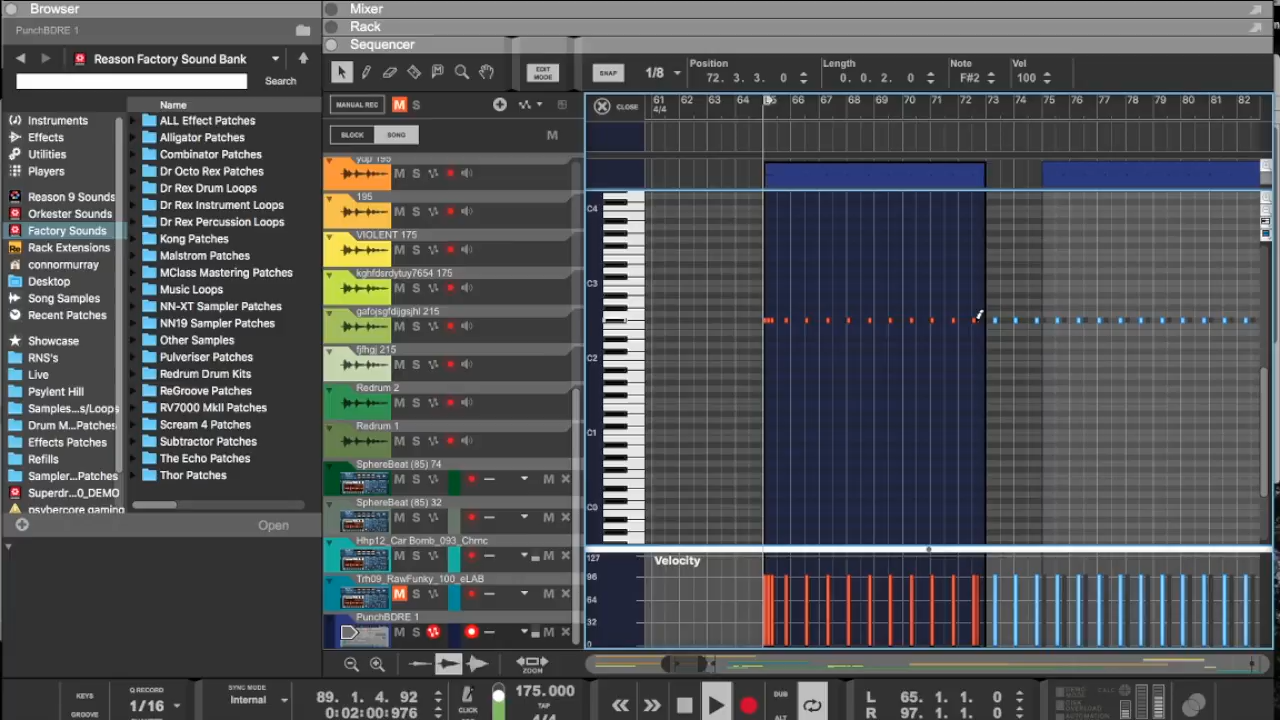 Browser
PunchBDRE 1
Reason Factory Sound Bank
Search
Name
Instruments
Effects
Utilities
Players
Reason 9 Sounds
Orkester Sounds
Factory Sounds
Rack Extensions
connormurray
Desktop
Song Samples
Recent Patches
Showcase
RNS's
Live
Psylent Hill
Samples...s/Loops
Drum M...Patches
Effects Patches
Refills
Sampler...Patches
Superdr...0_DEMO
psybercore gaming
ALL Effect Patches
Alligator Patches
Combinator Patches
Dr Octo Rex Patches
Dr Rex Drum Loops
Dr Rex Instrument Loops
Dr Rex Percussion Loops
Kong Patches
Malstrom Patches
MClass Mastering Patches
Music Loops
NN-XT Sampler Patches
NN19 Sampler Patches
Other Samples
Pulveriser Patches
Redrum Drum Kits
ReGroove Patches
RV7000 MkII Patches
Scream 4 Patches
Subtractor Patches
The Echo Patches
Thor Patches
Open
Mixer
Rack
Sequencer
EDIT MODE
SNAP
1/8
Position
72. 3. 3. 0
Length
0. 0. 2. 0
Note
F#2
Vel
100
MANUAL REC
M S
BLOCK SONG
M
CLOSE
61 62 63 64 65 66 67 68 69 70 71 72 73 74 75 76 77 78 79 80 81 82
4/4
yup 195
M S
195
M S
VIOLENT 175
M S
kghfdsrdytuy7654 175
M S
gafojsgfdijgsjhl 215
M S
fjfhgj 215
M S
Redrum 2
M S
Redrum 1
M S
SphereBeat (85) 74
M S M X
SphereBeat (85) 32
M S M X
Hhp12_Car Bomb_093_Chrnc
M S M X
Trh09_RawFunky_100_eLAB
M S M X
PunchBDRE 1
M S M X
C4
C3
C2
C1
C0
Velocity
127
96
64
32
0
ZOOM
KEYS
GROOVE
Q RECORD
1/16
SYNC MODE
Internal
89. 1. 4. 92
0:02:00:976
CLICK
175.000
4/4
DUB
ALT
L 65. 1. 1. 0
R 97. 1. 1. 0
CALC